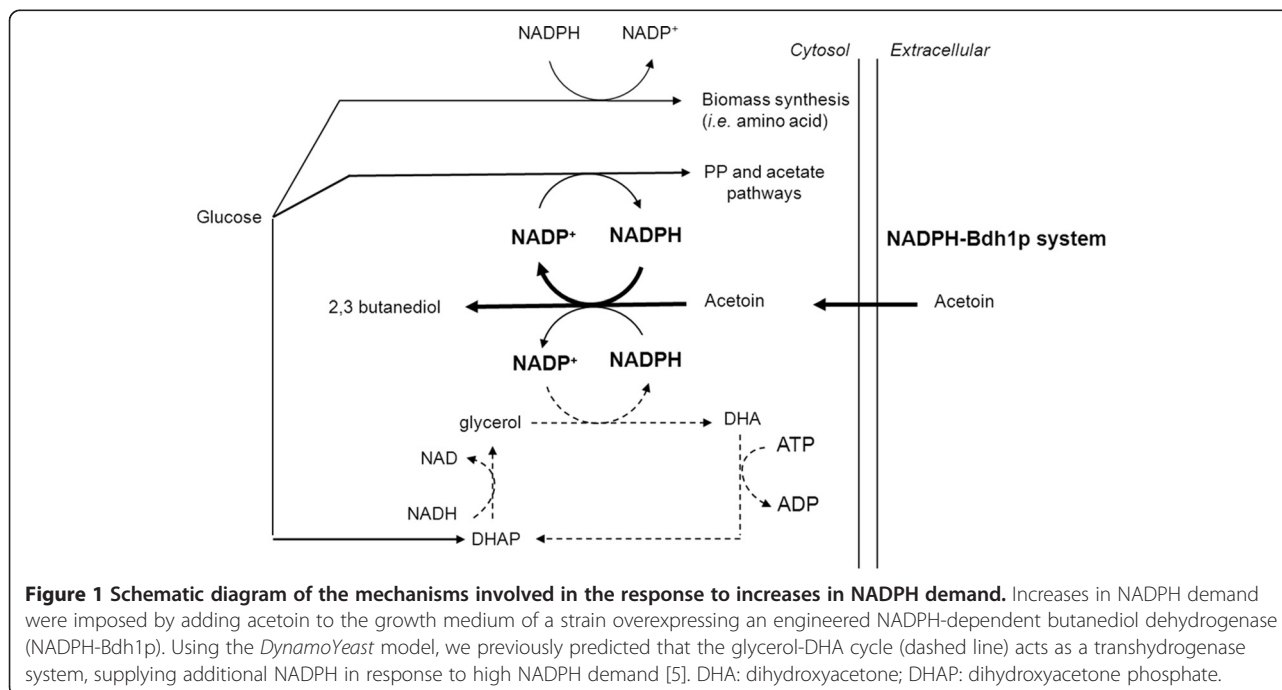 NADPH NADP+
Cytosol Extracellular
Biomass synthesis
(i.e. amino acid)
PP and acetate
pathways
Glucose
NADP+ NADPH
NADPH-Bdh1p system
2,3 butanediol Acetoin Acetoin
NADP+ NADPH
glycerol DHA
ATP
NAD
ADP
NADH
DHAP
Figure 1 Schematic diagram of the mechanisms involved in the response to increases in NADPH demand. Increases in NADPH demand
were imposed by adding acetoin to the growth medium of a strain overexpressing an engineered NADPH-dependent butanediol dehydrogenase
(NADPH-Bdh1p). Using the DynamoYeast model, we previously predicted that the glycerol-DHA cycle (dashed line) acts as a transhydrogenase
system, supplying additional NADPH in response to high NADPH demand [5]. DHA: dihydroxyacetone; DHAP: dihydroxyacetone phosphate.